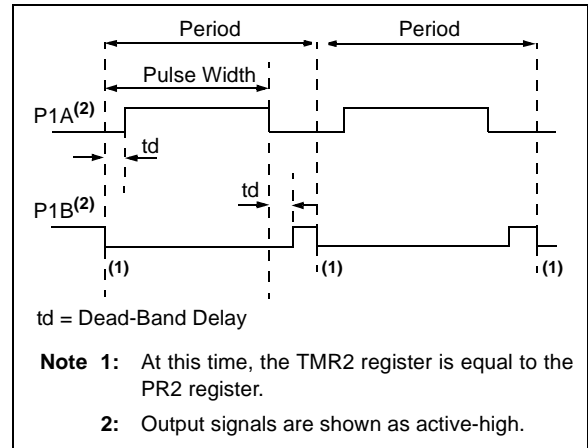 Period Period
Pulse Width
P1A(2)
td
td
P1B(2)
(1) (1) (1)
td = Dead-Band Delay
Note 1: At this time, the TMR2 register is equal to the
PR2 register.
2: Output signals are shown as active-high.